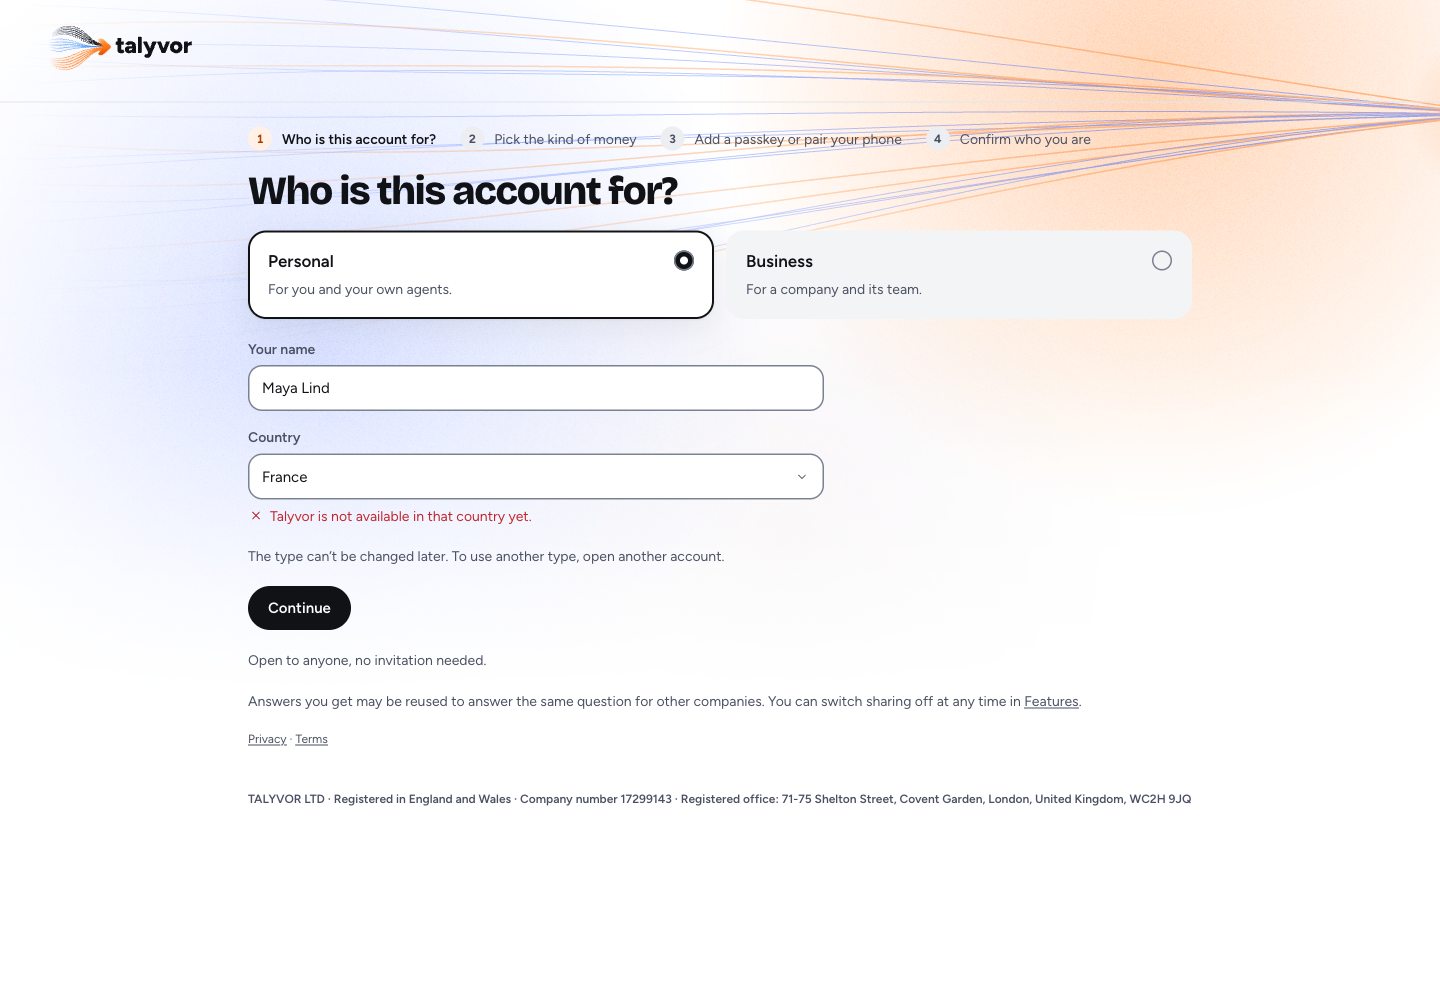 talyvor
1 Who is this account for? 2 Pick the kind of money 3 Add a passkey or pair your phone 4 Confirm who you are
Who is this account for?
Personal
For you and your own agents.
Business
For a company and its team.
Your name
Maya Lind
Country
France
Talyvor is not available in that country yet.
The type can’t be changed later. To use another type, open another account.
Continue
Open to anyone, no invitation needed.
Answers you get may be reused to answer the same question for other companies. You can switch sharing off at any time in Features.
Privacy · Terms
TALYVOR LTD · Registered in England and Wales · Company number 17299143 · Registered office: 71-75 Shelton Street, Covent Garden, London, United Kingdom, WC2H 9JQ